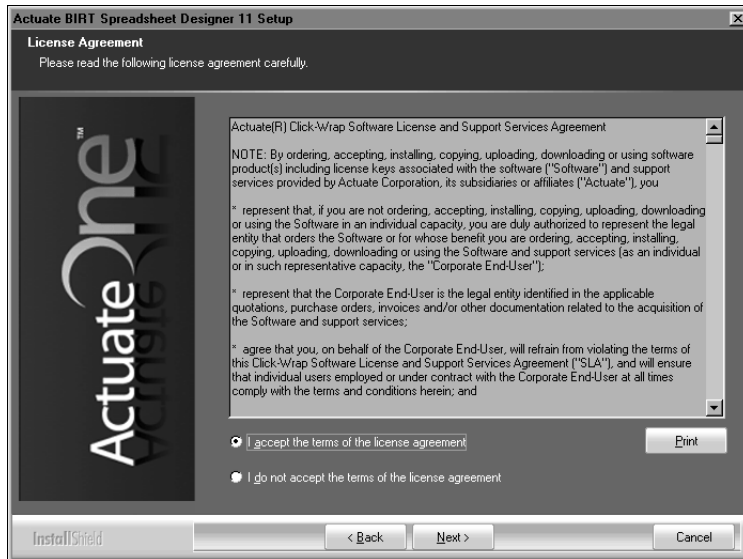 Actuate BIRT Spreadsheet Designer 11 Setup
License Agreement
Please read the following license agreement carefully.
ActuateOne™
Actuate(R) Click-Wrap Software License and Support Services Agreement
NOTE: By ordering, accepting, installing, copying, uploading, downloading or using software
product(s) including license keys associated with the software ("Software") and support
services provided by Actuate Corporation, its subsidiaries or affiliates ("Actuate"), you
* represent that, if you are not ordering, accepting, installing, copying, uploading, downloading
or using the Software in an individual capacity, you are duly authorized to represent the legal
entity that orders the Software or for whose benefit you are ordering, accepting, installing,
copying, uploading, downloading or using the Software and support services (as an individual
or in such representative capacity, the "Corporate End-User");
* represent that the Corporate End-User is the legal entity identified in the applicable
quotations, purchase orders, invoices and/or other documentation related to the acquisition of
the Software and support services;
* agree that you, on behalf of the Corporate End-User, will refrain from violating the terms of
this Click-Wrap Software License and Support Services Agreement ("SLA"), and will ensure
that individual users employed or under contract with the Corporate End-User at all times
comply with the terms and conditions herein; and
I accept the terms of the license agreement
Print
I do not accept the terms of the license agreement
InstallShield
< Back
Next >
Cancel